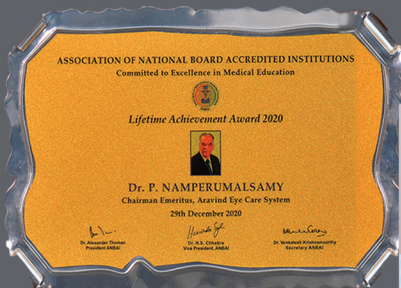 ASSOCIATION OF NATIONAL BOARD ACCREDITED INSTITUTIONS
Committed to Excellence in Medical Education
Lifetime Achievement Award 2020
Dr. P. NAMPERUMALSAMY
Chairman Emeritus, Aravind Eye Care System
29th December 2020
Dr. Alexander Thomas
President ANBAI
Dr. H.S. Chhabra
Vice President, ANBAI
Dr. Venkatesh Krishnamoorthy
Secretary ANBAI